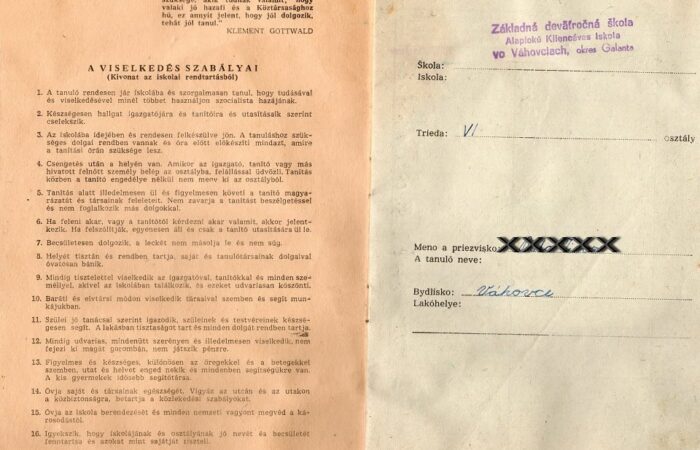 valaki jó hazafi és a Köztársasághoz
hű, ez annyit jelent, hogy jól dolgozik,
tehát jól tanul."
KLEMENT GOTTWALD
A VISELKEDÉS SZABÁLYAI
(Kivonat az iskolai rendtartásból)
1. A tanuló rendesen jár iskolába és szorgalmasan tanul, hogy tudásával
és viselkedésével minél többet használjon szocialista hazájának.
2. Készségesen hallgat igazgatójára és tanítóira és utasításaik szerint
cselekszik.
3. Az iskolába idejében és rendesen felkészülve jön. A tanuláshoz szük-
séges dolgai rendben vannak és óra előtt előkészíti mindazt, amire
a tanítási órán szüksége lesz.
4. Csengetés után a helyén van. Amikor az igazgató, tanító vagy más
hivatott felnőtt személy belép az osztályba, felállással üdvözli. Tanítás
közben a tanító engedélye nélkül nem megy ki az osztályból.
5. Tanítás alatt illedelmesen ül és figyelmesen követi a tanító magya-
rázatát és társainak feleleteit. Nem zavarja a tanítást beszélgetéssel
és nem foglalkozik más dolgokkal.
6. Ha felelni akar, vagy a tanítótól kérdezni akar valamit, akkor jelent-
kezik. Ha felszólítják, egyenesen áll és csak a tanító utasítására ül le.
7. Becsületesen dolgozik, a leckét nem másolja le és nem súg.
8. Helyét tisztán és rendben tartja, saját és tanulótársainak dolgaival
óvatosan bánik.
9. Mindig tisztelettel viselkedik az igazgatóval, tanítókkal és minden sze-
méllyel, akivel az iskolában találkozik, és ezeket udvariasan köszönti.
10. Baráti és elvtársi módon viselkedik társaival szemben és segít mun-
kájukban.
11. Szülei jó tanácsai szerint igazodik, szüleinek és testvéreinek készsé-
gesen segít. A lakásban tisztaságot tart és minden dolgát rendben tartja.
12. Mindig udvarias, mindenütt szerényen és illedelmesen viselkedik, nem
fejezi ki magát gorombán, nem játszik pénzre.
13. Figyelmes és készséges, különösen az öregekkel és a betegekkel
szemben, utat és helyet enged nekik és mindenben segítségükre van.
A kis gyermekek idősebb segítőtársa.
14. Óvja saját és társainak egészségét. Vigyáz az utcán és az utakon
a közbiztonságra, betartja a közlekedési szabályokat.
15. Óvja az iskola berendezését és minden nemzeti vagyont megvéd a ká-
rosodástól.
16. Igyekszik, hogy iskolájának és osztályának jó nevét és becsületét
fenntartsa és azokat mint sajátját tiszteli.
Základná deväťročná škola
Alapfokú Kilencéves Iskola
vo Váhovciach, okres Galanta
Škola:
Iskola:
Trieda: VI osztály
Meno a priezvisko XXXXXX
A tanuló neve:
Bydlisko: Váhovce
Lakóhelye: